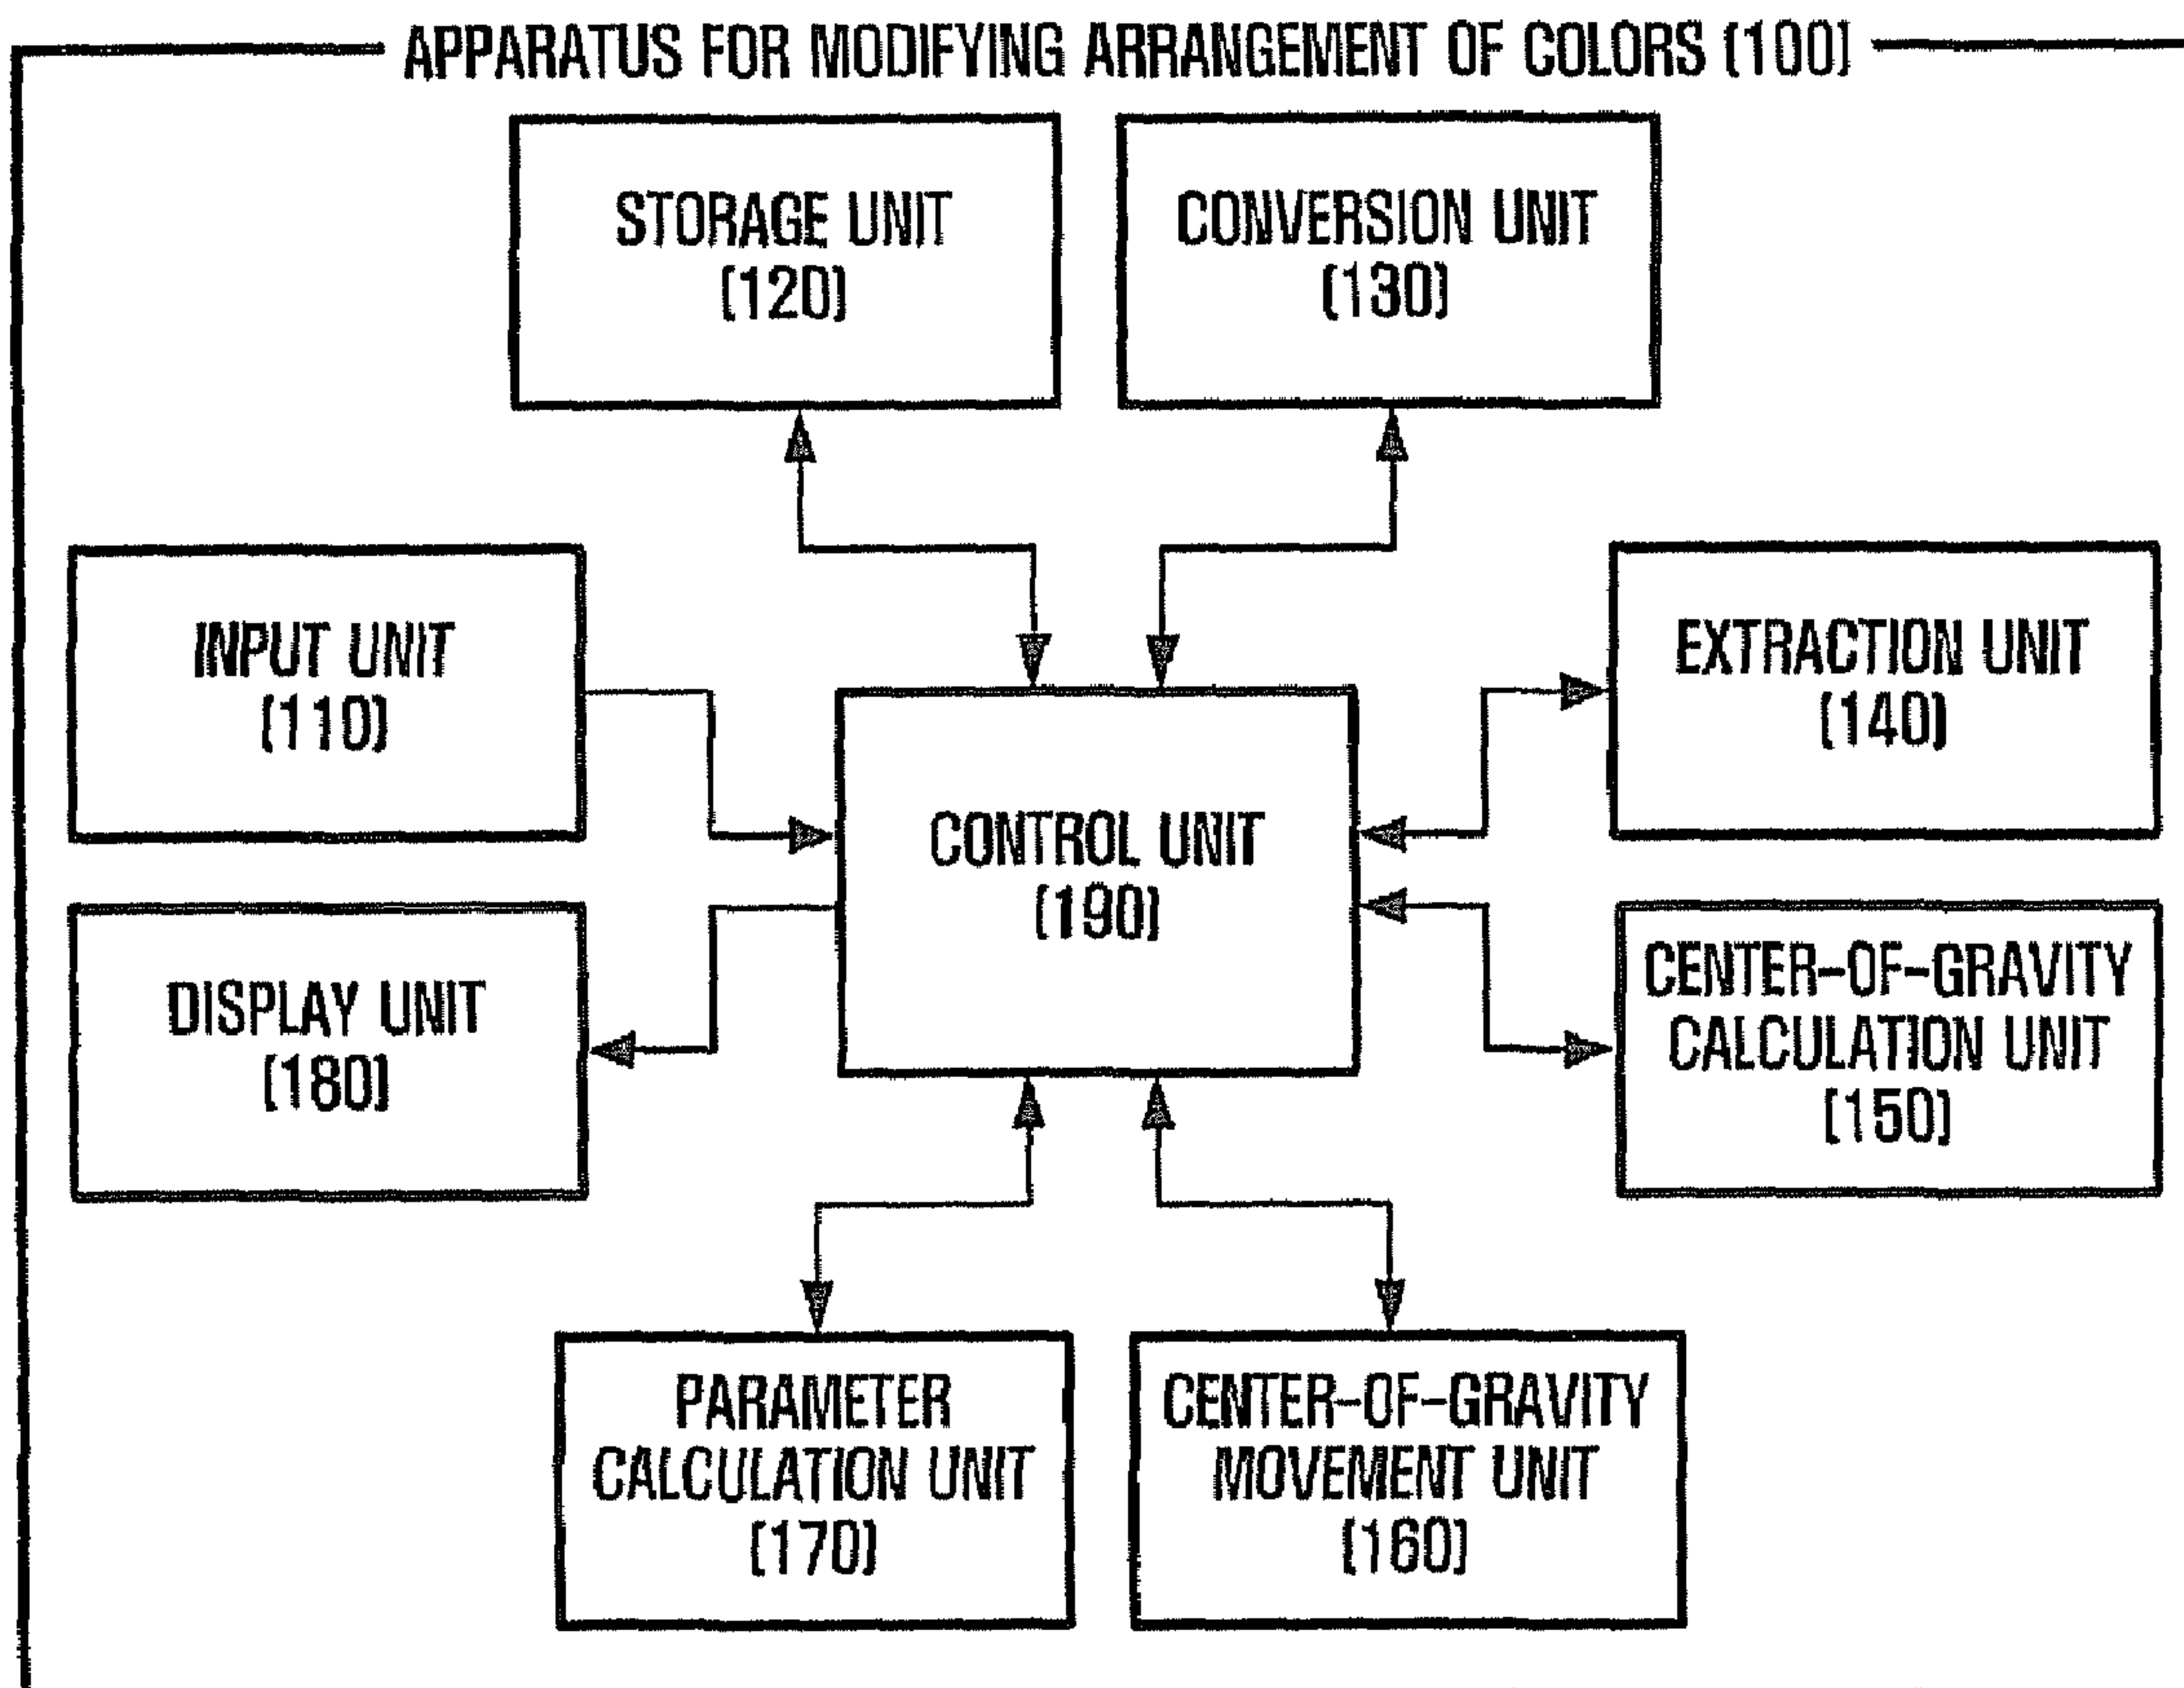 APPARATUS FOR MODIFYING ARRANGEMENT OF COLORS (100)
STORAGE UNIT
(120)
CONVERSION UNIT
(130)
INPUT UNIT
(110)
EXTRACTION UNIT
(140)
CONTROL UNIT
(190)
DISPLAY UNIT
(180)
CENTER-OF-GRAVITY
CALCULATION UNIT
(150)
PARAMETER
CALCULATION UNIT
(170)
CENTER-OF-GRAVITY
MOVEMENT UNIT
(160)